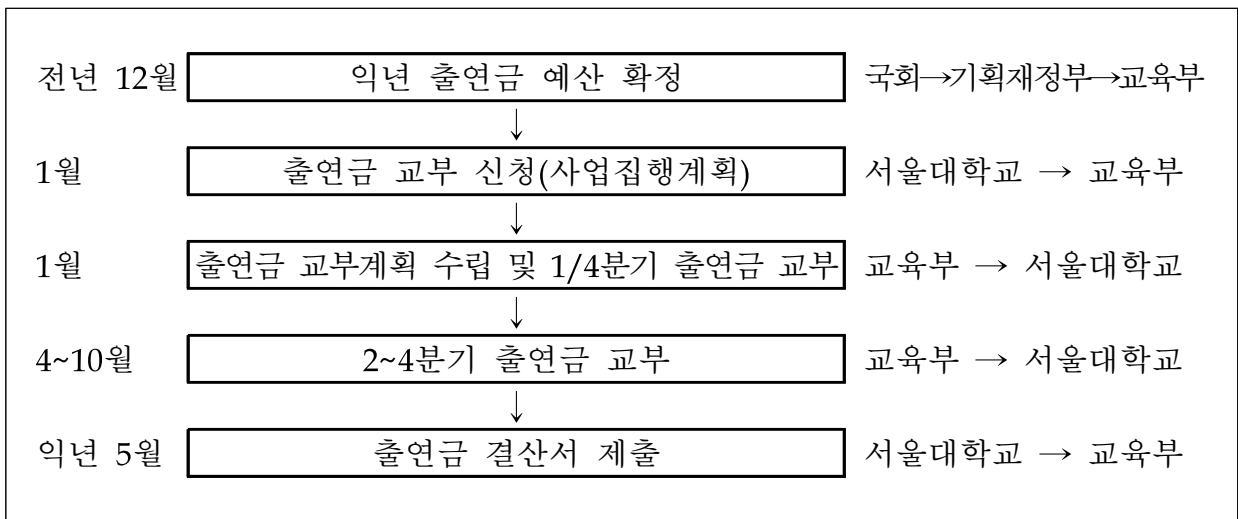 전년 12월 익년 출연금 예산 확정 국회→기획재정부→교육부
↓
1월 출연금 교부 신청(사업집행계획) 서울대학교 → 교육부
↓
1월 출연금 교부계획 수립 및 1/4분기 출연금 교부 교육부 → 서울대학교
↓
4~10월 2~4분기 출연금 교부 교육부 → 서울대학교
↓
익년 5월 출연금 결산서 제출 서울대학교 → 교육부